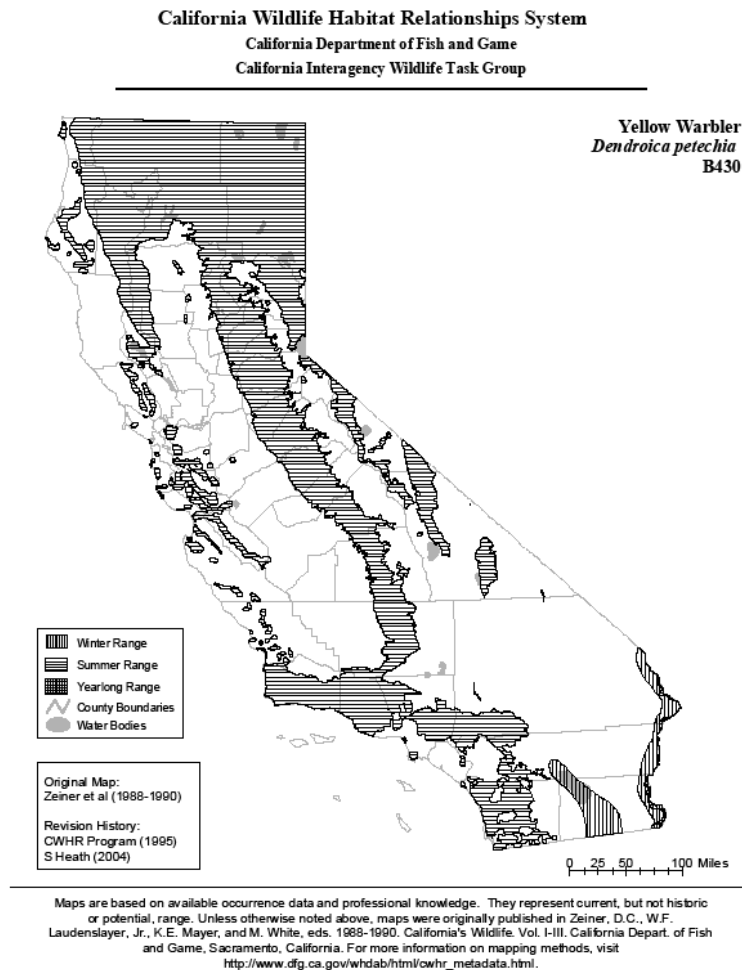 California Wildlife Habitat Relationships System
California Department of Fish and Game
California Interagency Wildlife Task Group
Yellow Warbler
Dendroica petechia
B430
Winter Range
Summer Range
Yearlong Range
County Boundaries
Water Bodies
Original Map:
Zeiner et al (1988-1990)
Revision History:
CWHR Program (1995)
S Heath (2004)
0 25 50 100 Miles
Maps are based on available occurrence data and professional knowledge. They represent current, but not historic
or potential, range. Unless otherwise noted above, maps were originally published in Zeiner, D.C., W.F.
Laudenslayer, Jr., K.E. Mayer, and M. White, eds. 1988-1990. California's Wildlife. Vol. I-III. California Depart. of Fish
and Game, Sacramento, California. For more information on mapping methods, visit
http://www.dfg.ca.gov/whdab/html/cwhr_metadata.html.